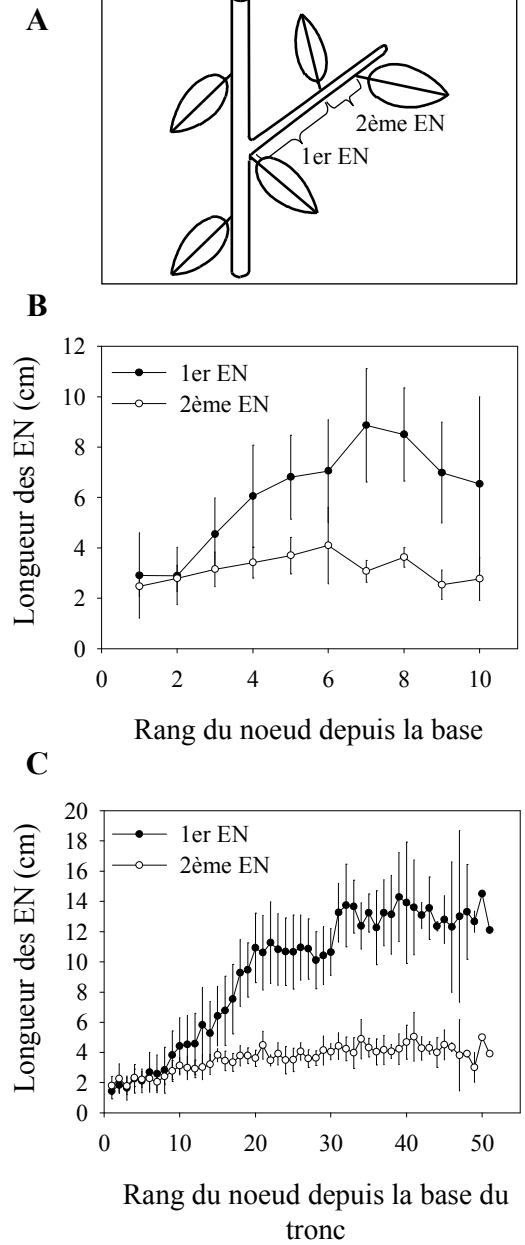 A
2ème EN
1er EN
B
12
10
8
6
4
2
0
1er EN
2ème EN
Longueur des EN (cm)
0 2 4 6 8 10
Rang du noeud depuis la base
C
20
18
16
14
12
10
8
6
4
2
0
1er EN
2ème EN
Longueur des EN (cm)
0 10 20 30 40 50
Rang du noeud depuis la base du
tronc